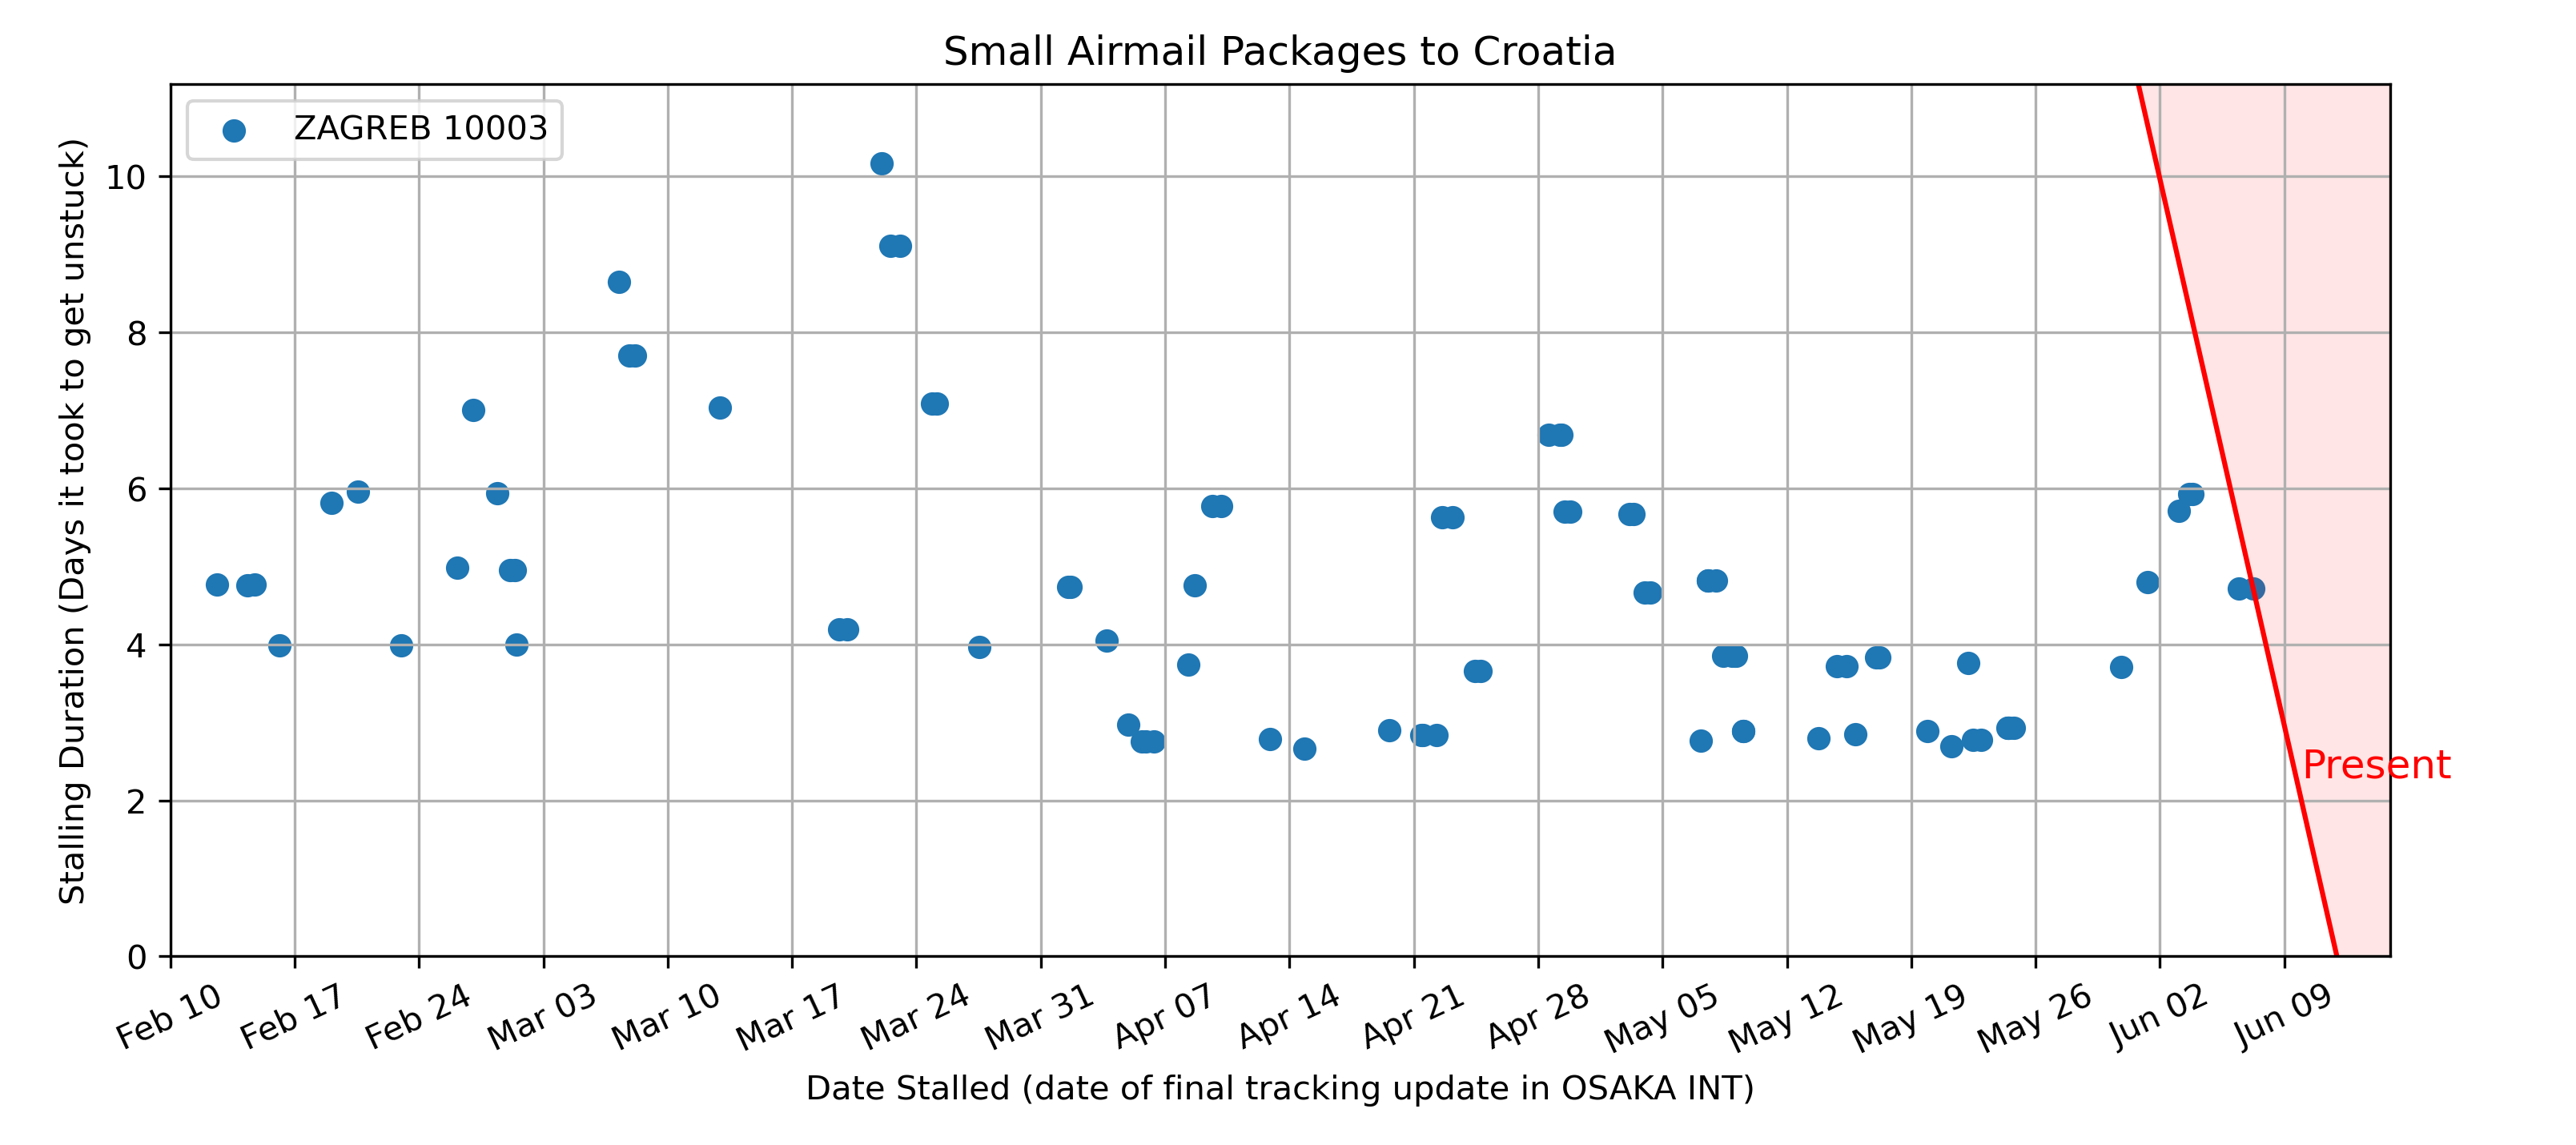 Small Airmail Packages to Croatia
ZAGREB 10003
Stalling Duration (Days it took to get unstuck)
10
8
6
4
2
0
Present
Feb 10
Feb 17
Feb 24
Mar 03
Mar 10
Mar 17
Mar 24
Mar 31
Apr 07
Apr 14
Apr 21
Apr 28
May 05
May 12
May 19
May 26
Jun 02
Jun 09
Date Stalled (date of final tracking update in OSAKA INT)